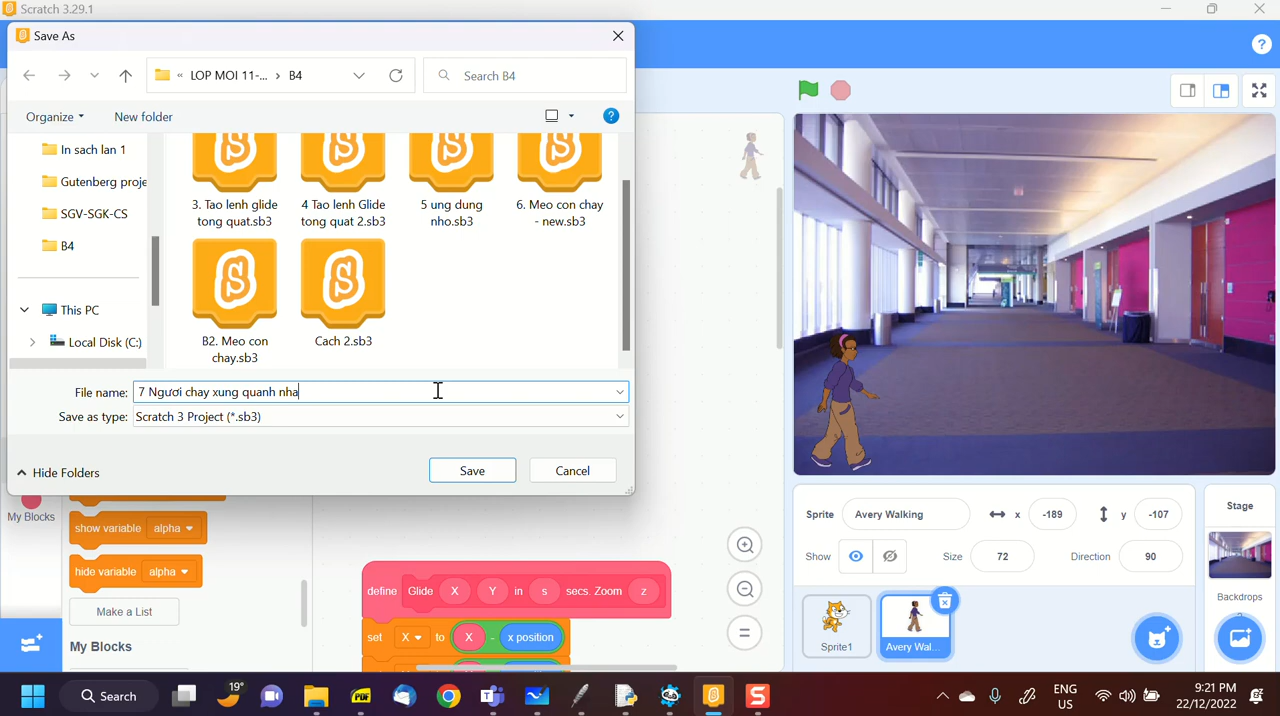 Scratch 3.29.1
Save As
LOP MOI 11-...
B4
Search B4
Organize
New folder
In sach lan 1
Gutenberg proje
SGV-SGK-CS
B4
This PC
Local Disk (C:)
3. Tao lenh glide
tong quat.sb3
4 Tao lenh Glide
tong quat 2.sb3
5 ung dung
nho.sb3
6. Meo con chay
- new.sb3
B2. Meo con
chay.sb3
Cach 2.sb3
File name: 7 Ngươi chay xung quanh nha
Save as type: Scratch 3 Project (*.sb3)
Hide Folders
Save
Cancel
My Blocks
show variable alpha
hide variable alpha
Make a List
My Blocks
define Glide X Y in s secs. Zoom z
set X to X - x position
Sprite Avery Walking x -189 y -107
Show Size 72 Direction 90
Sprite1
Avery Wal...
Stage
Backdrops
2
Search
19°
ENG
US
9:21 PM
22/12/2022